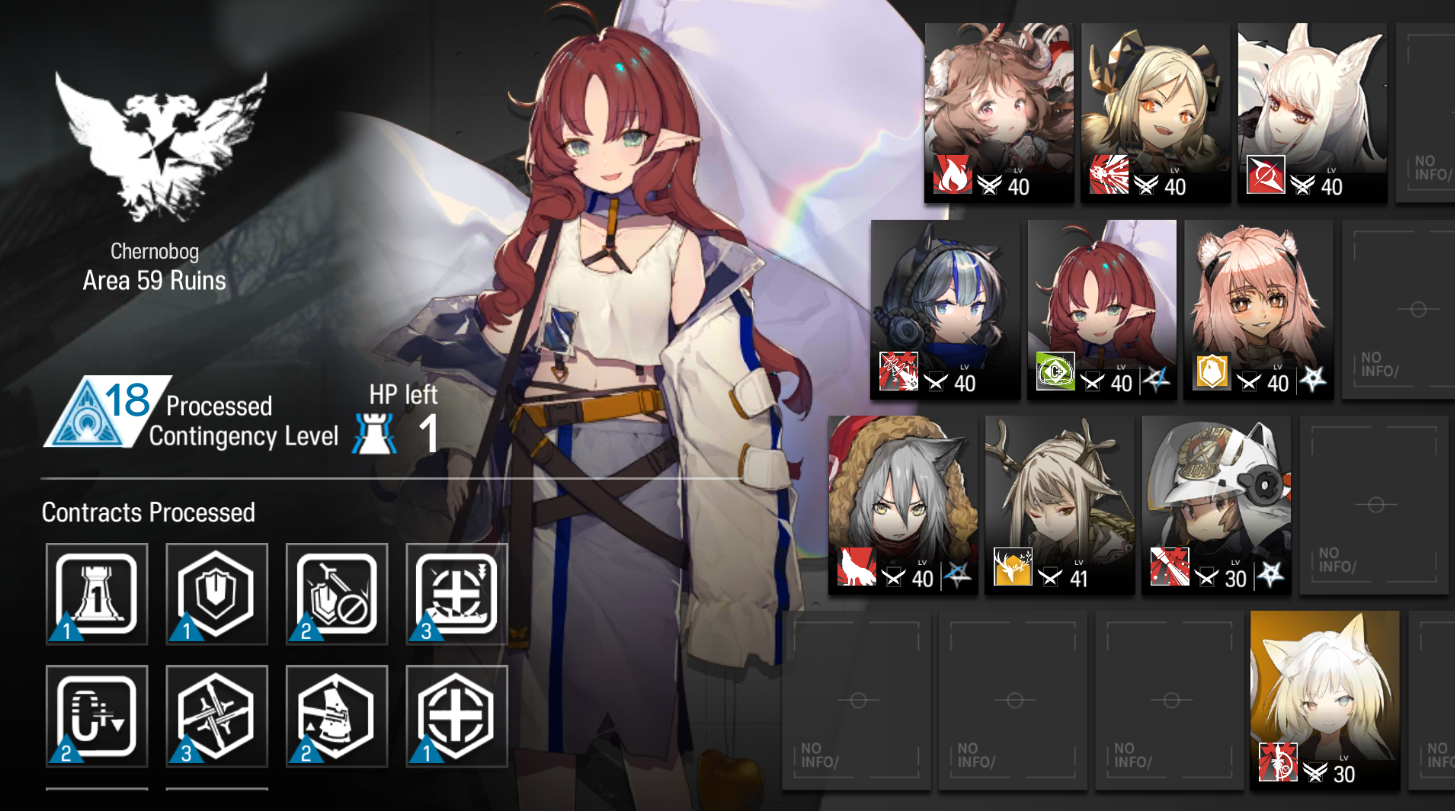 Chernobog
Area 59 Ruins
18
Processed
Contingency Level
HP left
1
Contracts Processed
1
1
1
2
3
2
3
2
1
LV
40
LV
40
LV
40
NO
INFO/
LV
40
LV
40
LV
40
NO
INFO/
LV
40
LV
41
LV
30
NO
INFO/
NO
INFO/
NO
INFO/
NO
INFO/
LV
30
NO
INFO/